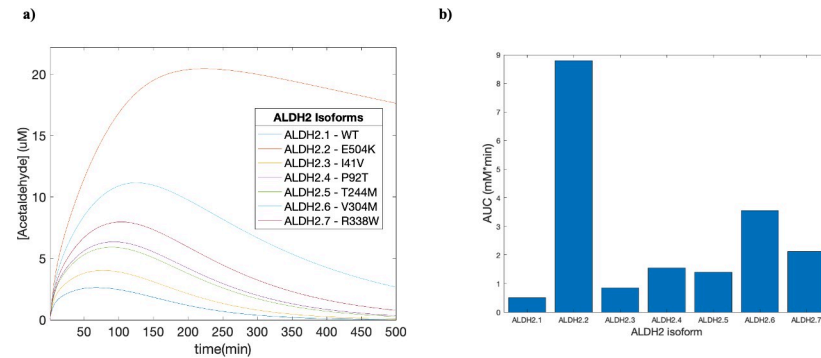 a)
[Acetaldehyde] (uM)
20
15
10
5
0
50 100 150 200 250 300 350 400 450 500
time(min)
ALDH2 Isoforms
ALDH2.1 - WT
ALDH2.2 - E504K
ALDH2.3 - I41V
ALDH2.4 - P92T
ALDH2.5 - T244M
ALDH2.6 - V304M
ALDH2.7 - R338W
b)
AUC (mM*min)
9
8
7
6
5
4
3
2
1
0
ALDH2.1 ALDH2.2 ALDH2.3 ALDH2.4 ALDH2.5 ALDH2.6 ALDH2.7
ALDH2 isoform